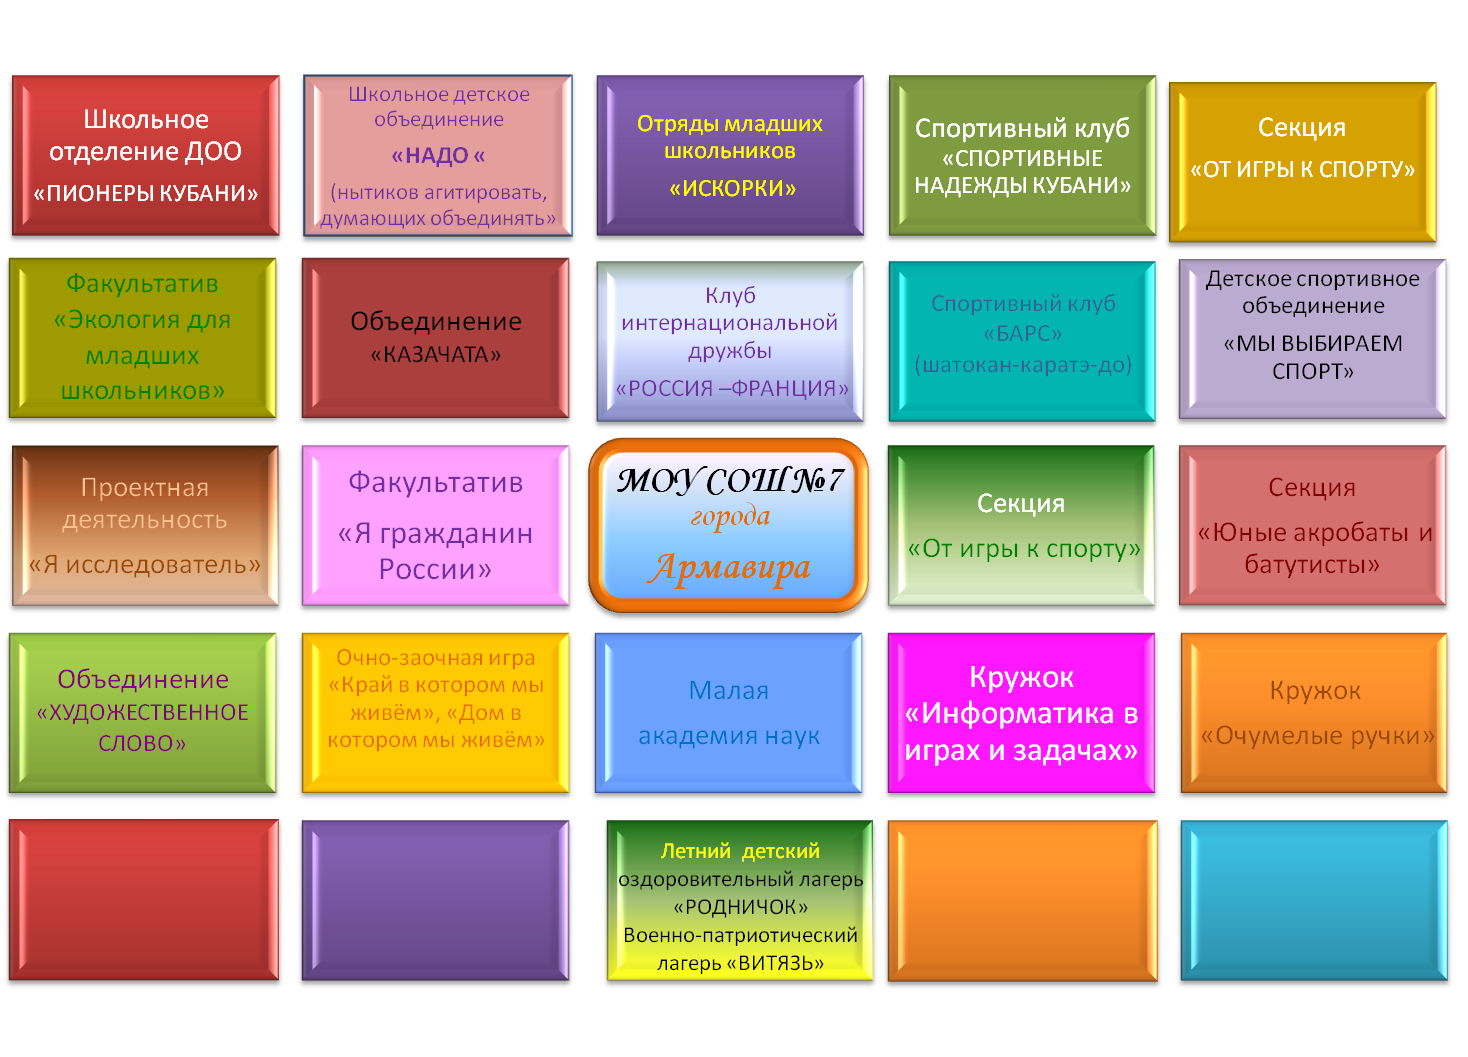 Школьное
отделение ДОО
«ПИОНЕРЫ КУБАНИ»
Школьное детское
объединение
«НАДО «
(нытиков агитировать,
думающих объединять»
Отряды младших
школьников
«ИСКОРКИ»
Спортивный клуб
«СПОРТИВНЫЕ
НАДЕЖДЫ КУБАНИ»
Секция
«ОТ ИГРЫ К СПОРТУ»
Факультатив
«Экология для
младших
школьников»
Объединение
«КАЗАЧАТА»
Клуб
интернациональной
дружбы
«РОССИЯ –ФРАНЦИЯ»
Спортивный клуб
«БАРС»
(шатокан-каратэ-до)
Детское спортивное
объединение
«МЫ ВЫБИРАЕМ
СПОРТ»
Проектная
деятельность
«Я исследователь»
Факультатив
«Я гражданин
России»
МОУ СОШ №7
города
Армавира
Секция
«От игры к спорту»
Секция
«Юные акробаты и
батутисты»
Объединение
«ХУДОЖЕСТВЕННОЕ
СЛОВО»
Очно-заочная игра
«Край в котором мы
живём», «Дом в
котором мы живём»
Малая
академия наук
Кружок
«Информатика в
играх и задачах»
Кружок
«Очумелые ручки»
Летний  детский
оздоровительный лагерь
«РОДНИЧОК»
Военно-патриотический
лагерь «ВИТЯЗЬ»